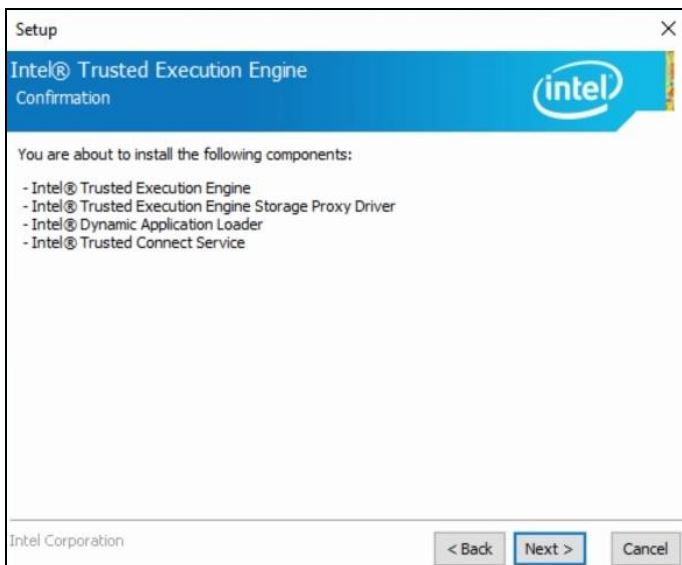 Setup
Intel® Trusted Execution Engine
Confirmation
intel
You are about to install the following components:
- Intel® Trusted Execution Engine
- Intel® Trusted Execution Engine Storage Proxy Driver
- Intel® Dynamic Application Loader
- Intel® Trusted Connect Service
Intel Corporation
< Back Next > Cancel